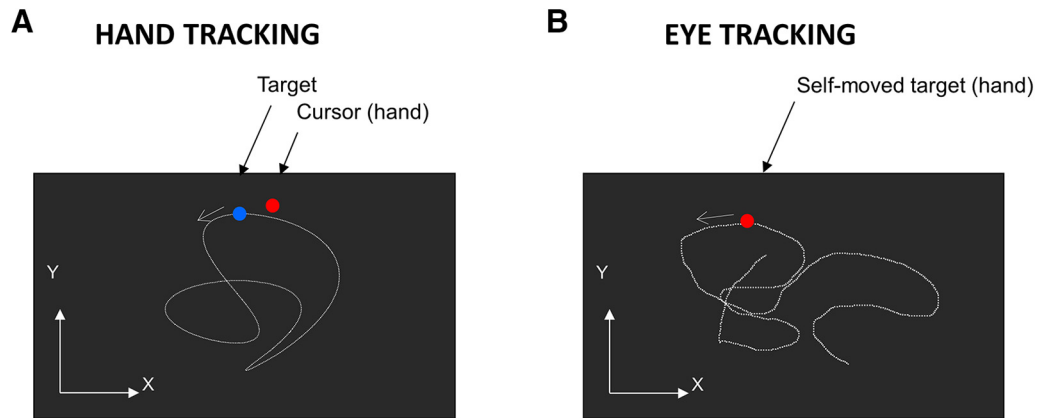 A
HAND TRACKING
Target
Cursor (hand)
Y
X
B
EYE TRACKING
Self-moved target (hand)
Y
X